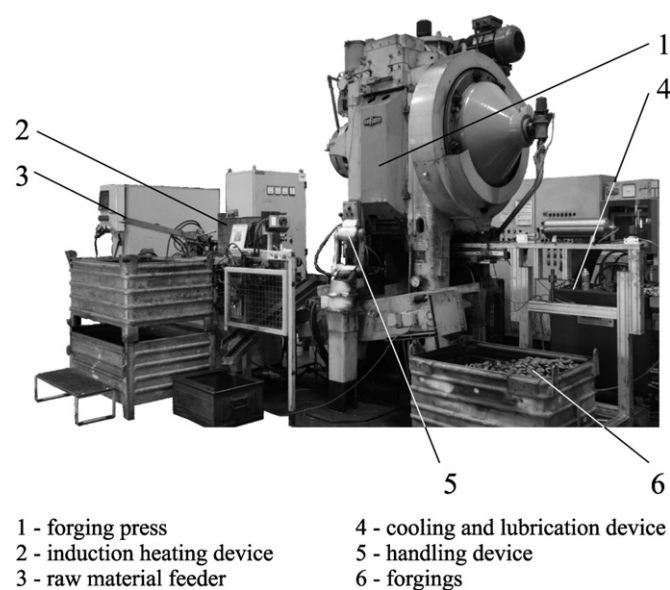 1
4
2
3
5
6
1 - forging press
2 - induction heating device
3 - raw material feeder
4 - cooling and lubrication device
5 - handling device
6 - forgings